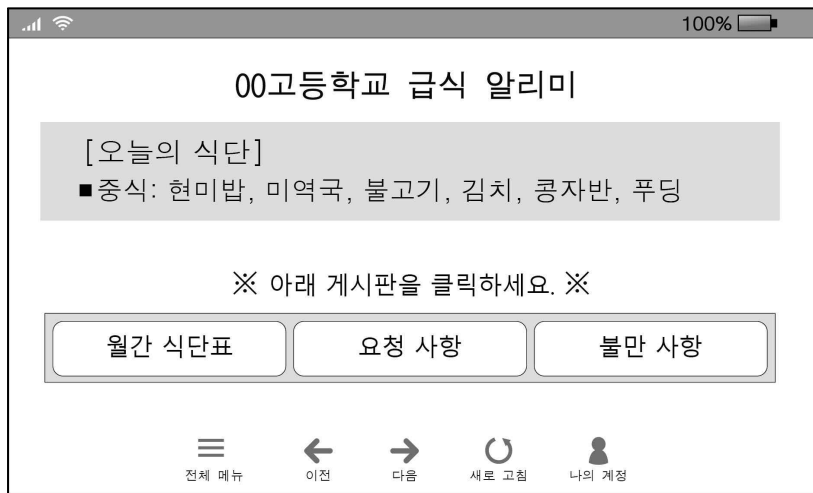 100%
00고등학교 급식 알리미
[오늘의 식단]
■중식: 현미밥, 미역국, 불고기, 김치, 콩자반, 푸딩
※ 아래 게시판을 클릭하세요. ※
월간 식단표 요청 사항 불만 사항
전체 메뉴 이전 다음 새로 고침 나의 계정